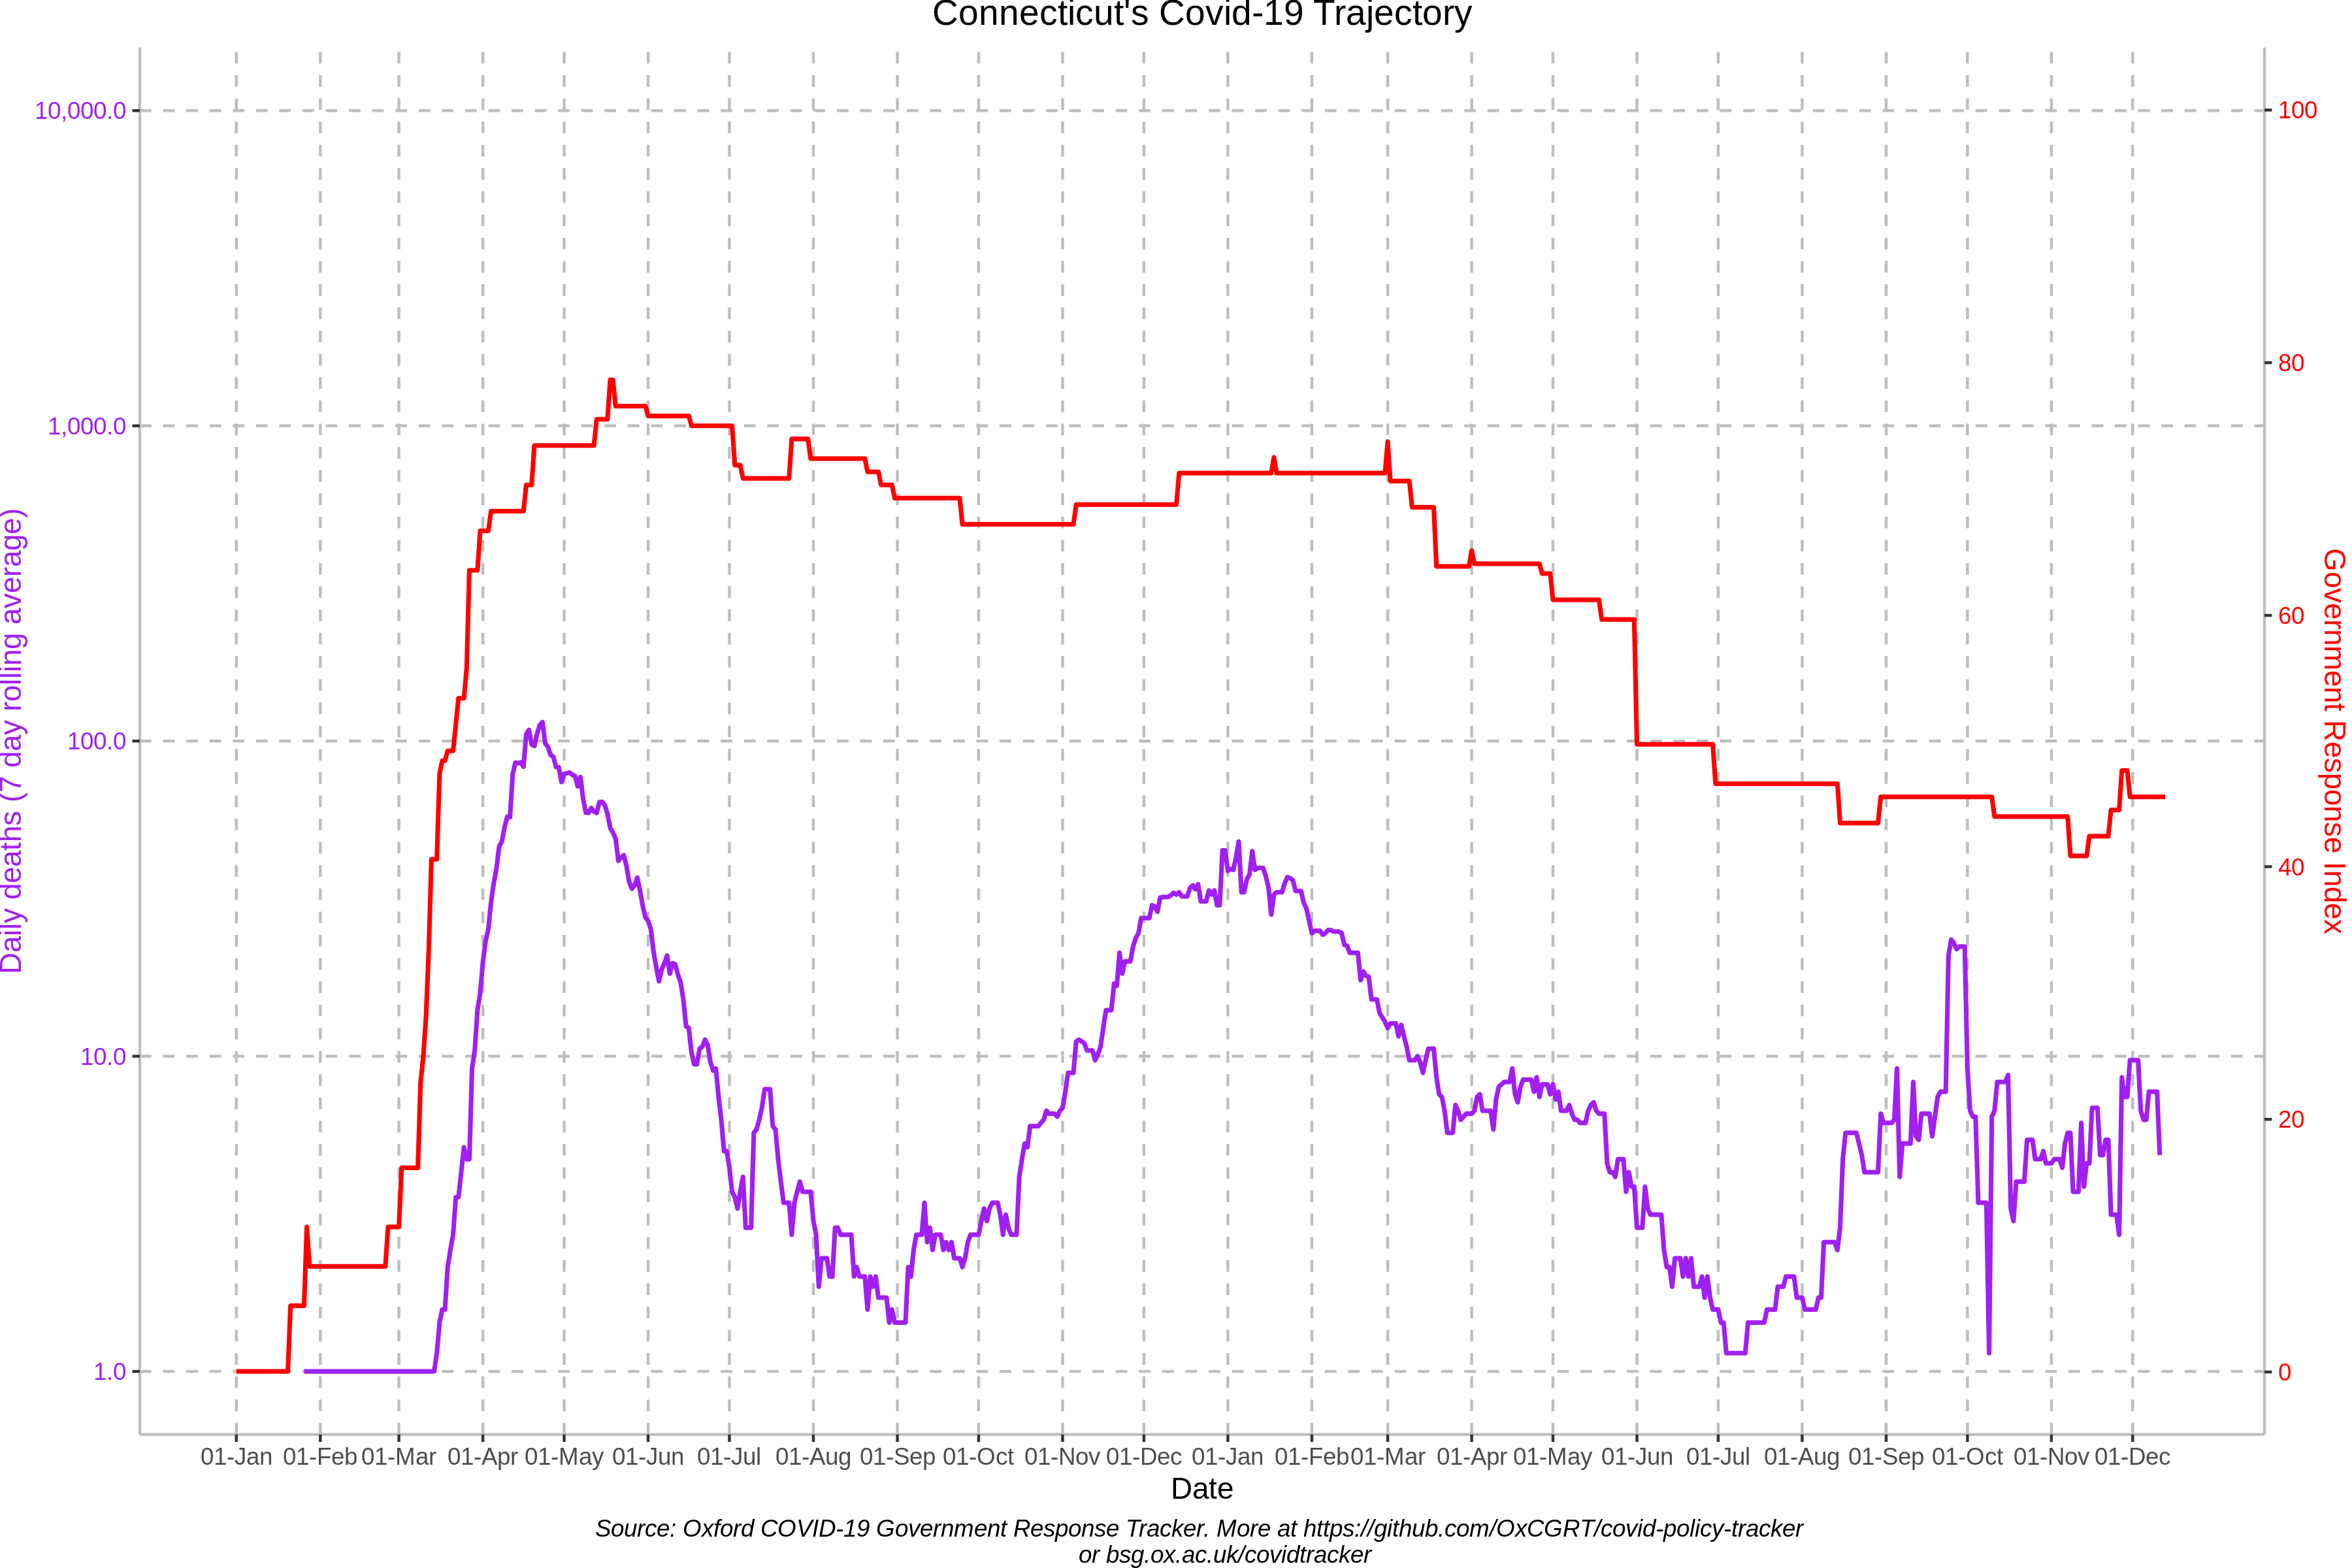 Connecticut's Covid-19 Trajectory
10,000.0
1,000.0
100.0
10.0
1.0
Daily deaths (7 day rolling average)
100
80
60
40
20
0
Government Response Index
01-Jan 01-Feb 01-Mar 01-Apr 01-May 01-Jun 01-Jul 01-Aug 01-Sep 01-Oct 01-Nov 01-Dec 01-Jan 01-Feb 01-Mar 01-Apr 01-May 01-Jun 01-Jul 01-Aug 01-Sep 01-Oct 01-Nov 01-Dec
Date
Source: Oxford COVID-19 Government Response Tracker. More at https://github.com/OxCGRT/covid-policy-tracker
or bsg.ox.ac.uk/covidtracker